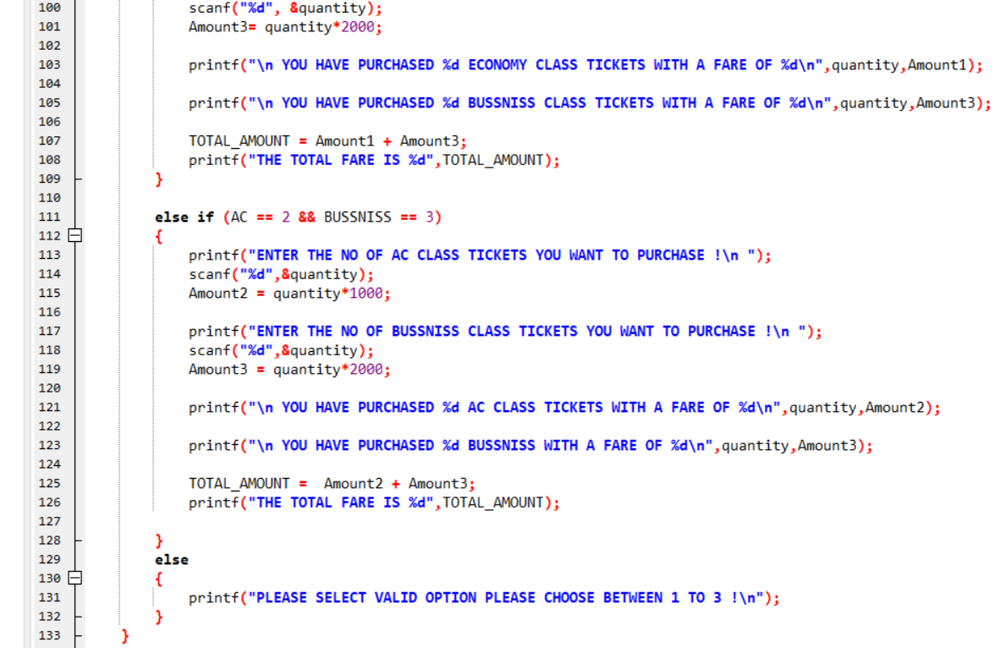 100 scanf("%d", &quantity);
101 Amount3= quantity*2000;
102
103 printf("\n YOU HAVE PURCHASED %d ECONOMY CLASS TICKETS WITH A FARE OF %d\n",quantity,Amount1);
104
105 printf("\n YOU HAVE PURCHASED %d BUSSNISS CLASS TICKETS WITH A FARE OF %d\n",quantity,Amount3);
106
107 TOTAL_AMOUNT = Amount1 + Amount3;
108 printf("THE TOTAL FARE IS %d",TOTAL_AMOUNT);
109 }
110
111 else if (AC == 2 && BUSSNISS == 3)
112 {
113 printf("ENTER THE NO OF AC CLASS TICKETS YOU WANT TO PURCHASE !\n ");
114 scanf("%d",&quantity);
115 Amount2 = quantity*1000;
116
117 printf("ENTER THE NO OF BUSSNISS CLASS TICKETS YOU WANT TO PURCHASE !\n ");
118 scanf("%d",&quantity);
119 Amount3 = quantity*2000;
120
121 printf("\n YOU HAVE PURCHASED %d AC CLASS TICKETS WITH A FARE OF %d\n",quantity,Amount2);
122
123 printf("\n YOU HAVE PURCHASED %d BUSSNISS WITH A FARE OF %d\n",quantity,Amount3);
124
125 TOTAL_AMOUNT =  Amount2 + Amount3;
126 printf("THE TOTAL FARE IS %d",TOTAL_AMOUNT);
127
128 }
129 else
130 {
131 printf("PLEASE SELECT VALID OPTION PLEASE CHOOSE BETWEEN 1 TO 3 !\n");
132 }
133 }